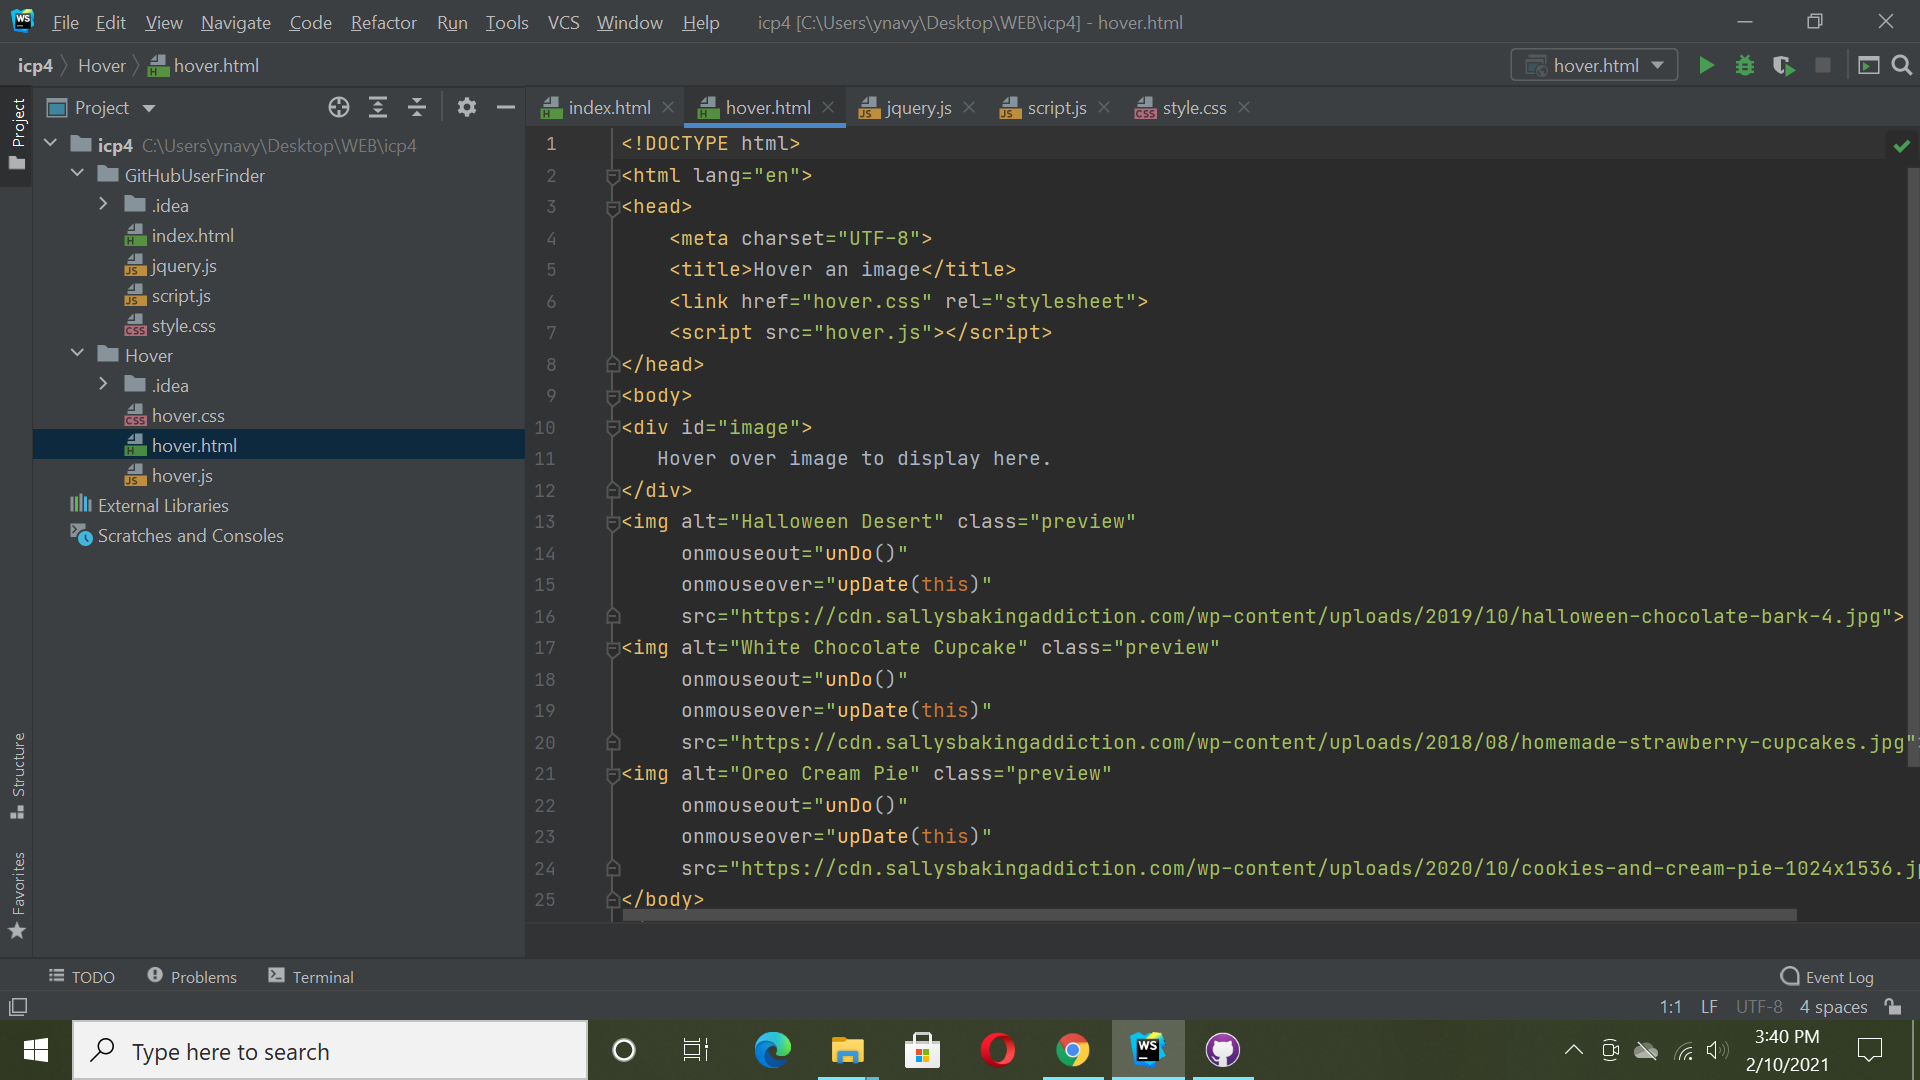 File Edit View Navigate Code Refactor Run Tools VCS Window Help icp4 [C:\Users\ynavy\Desktop\WEB\icp4] - hover.html
icp4 Hover hover.html
hover.html
Project
Project
index.html hover.html jquery.js script.js style.css
icp4 C:\Users\ynavy\Desktop\WEB\icp4
GitHubUserFinder
.idea
index.html
jquery.js
script.js
style.css
Hover
.idea
hover.css
hover.html
hover.js
External Libraries
Scratches and Consoles
Structure
Favorites
1 <!DOCTYPE html>
2 <html lang="en">
3 <head>
4 <meta charset="UTF-8">
5 <title>Hover an image</title>
6 <link href="hover.css" rel="stylesheet">
7 <script src="hover.js"></script>
8 </head>
9 <body>
10 <div id="image">
11 Hover over image to display here.
12 </div>
13 <img alt="Halloween Desert" class="preview"
14 onmouseout="unDo()"
15 onmouseover="upDate(this)"
16 src="https://cdn.sallysbakingaddiction.com/wp-content/uploads/2019/10/halloween-chocolate-bark-4.jpg">
17 <img alt="White Chocolate Cupcake" class="preview"
18 onmouseout="unDo()"
19 onmouseover="upDate(this)"
20 src="https://cdn.sallysbakingaddiction.com/wp-content/uploads/2018/08/homemade-strawberry-cupcakes.jpg"
21 <img alt="Oreo Cream Pie" class="preview"
22 onmouseout="unDo()"
23 onmouseover="upDate(this)"
24 src="https://cdn.sallysbakingaddiction.com/wp-content/uploads/2020/10/cookies-and-cream-pie-1024x1536.j
25 </body>
TODO Problems Terminal Event Log
1:1 LF UTF-8 4 spaces
Type here to search
WS
3:40 PM
2/10/2021